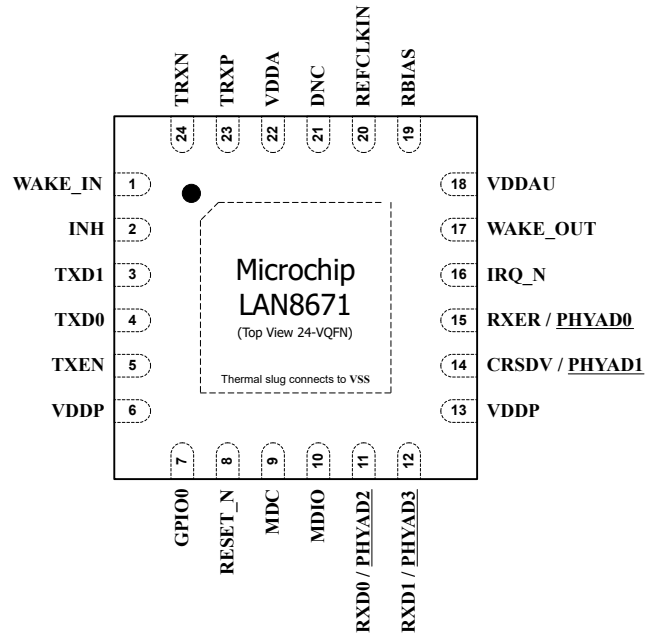 TRXN
TRXP
VDDA
DNC
REFCLKIN
RBIAS
24
23
22
21
20
19
WAKE_IN 1
INH 2
TXD1 3
TXD0 4
TXEN 5
VDDP 6
Microchip
LAN8671
(Top View 24-VQFN)
Thermal slug connects to VSS
18 VDDAU
17 WAKE_OUT
16 IRQ_N
15 RXER / PHYAD0
14 CRSDV / PHYAD1
13 VDDP
7
8
9
10
11
12
GPIO0
RESET_N
MDC
MDIO
RXD0 / PHYAD2
RXD1 / PHYAD3